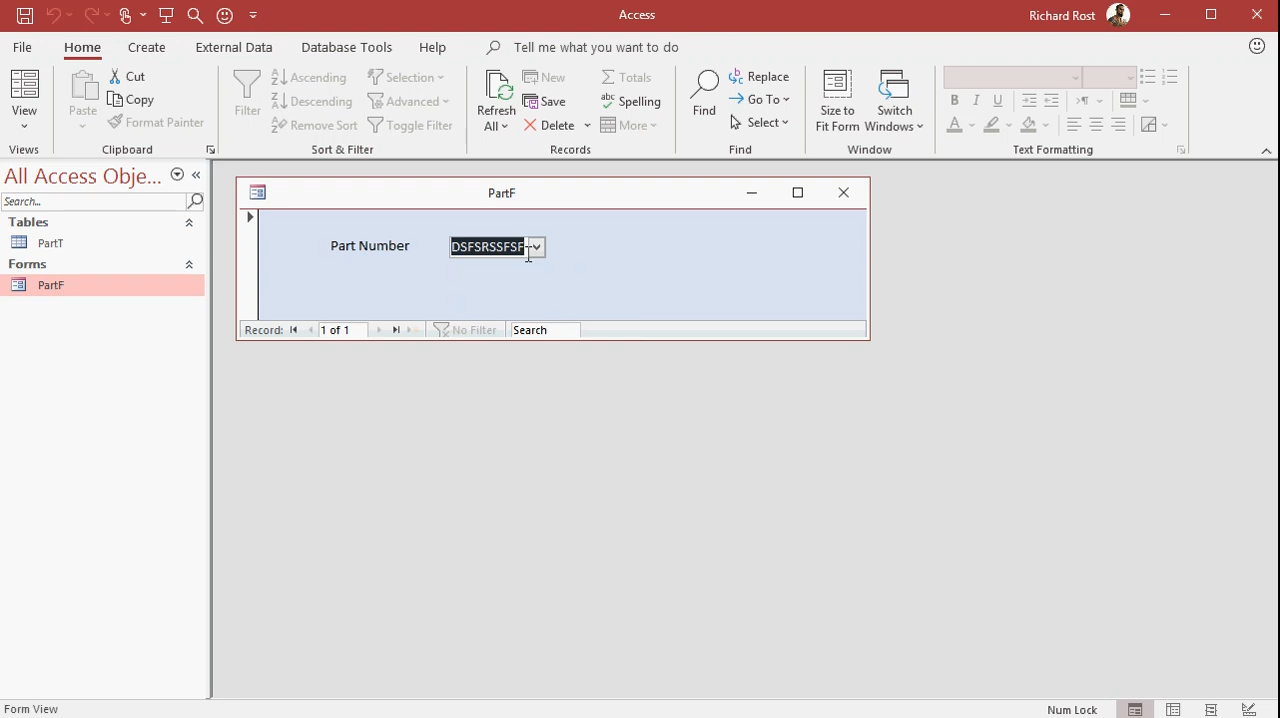 Access
Richard Rost
File Home Create External Data Database Tools Help Tell me what you want to do
View
Views
Paste
Cut
Copy
Format Painter
Clipboard
Filter
Ascending
Descending
Remove Sort
Selection
Advanced
Toggle Filter
Sort & Filter
Refresh
All
New
Save
Delete
Totals
Spelling
More
Records
Find
Replace
Go To
Select
Find
Size to
Fit Form
Switch
Windows
Window
B I U
A
Text Formatting
All Access Obje...
Search...
Tables
PartT
Forms
PartF
PartF
Part Number DSFSRSSFSF
Record: 1 of 1 No Filter Search
Form View
Num Lock